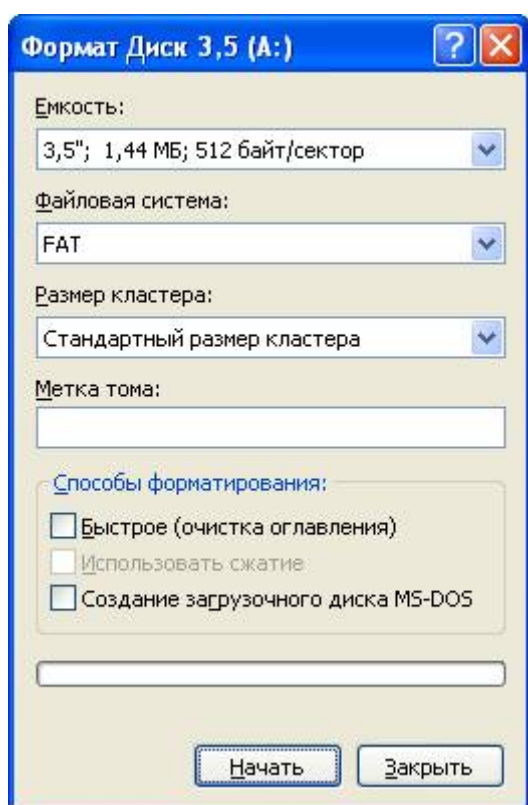 Формат Диск 3,5 (A:)
Емкость:
3,5"; 1,44 МБ; 512 байт/сектор
Файловая система:
FAT
Размер кластера:
Стандартный размер кластера
Метка тома:
Способы форматирования:
Быстрое (очистка оглавления)
Использовать сжатие
Создание загрузочного диска MS-DOS
Начать
Закрыть